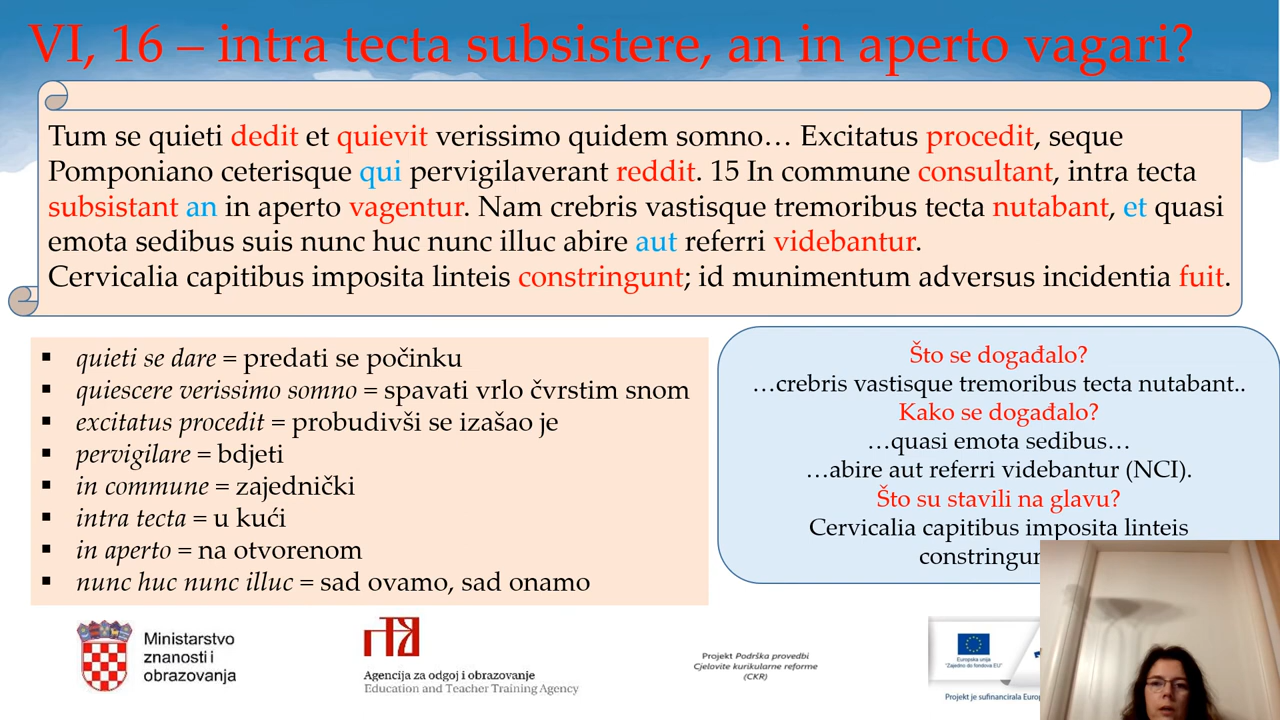 VI, 16 – intra tecta subsistere, an in aperto vagari?
Tum se quieti dedit et quievit verissimo quidem somno… Excitatus procedit, seque
Pomponiano ceterisque qui pervigilaverant reddit. 15 In commune consultant, intra tecta
subsistant an in aperto vagentur. Nam crebris vastisque tremoribus tecta nutabant, et quasi
emota sedibus suis nunc huc nunc illuc abire aut referri videbantur.
Cervicalia capitibus imposita linteis constringunt; id munimentum adversus incidentia fuit.
▪ quieti se dare = predati se počinku
▪ quiescere verissimo somno = spavati vrlo čvrstim snom
▪ excitatus procedit = probudivši se izašao je
▪ pervigilare = bdjeti
▪ in commune = zajednički
▪ intra tecta = u kući
▪ in aperto = na otvorenom
▪ nunc huc nunc illuc = sad ovamo, sad onamo
Što se događalo?
…crebris vastisque tremoribus tecta nutabant..
Kako se događalo?
…quasi emota sedibus…
…abire aut referri videbantur (NCI).
Što su stavili na glavu?
Cervicalia capitibus imposita linteis
Ministarstvo
znanosti i
obrazovanja
Agencija za odgoj i obrazovanje
Education and Teacher Training Agency
Projekt Podrška provedbi
Cjelovite kurikularne reforme
(CKR)
Europska unija
"Zajedno do fondova EU"
Projekt je sufinancirala